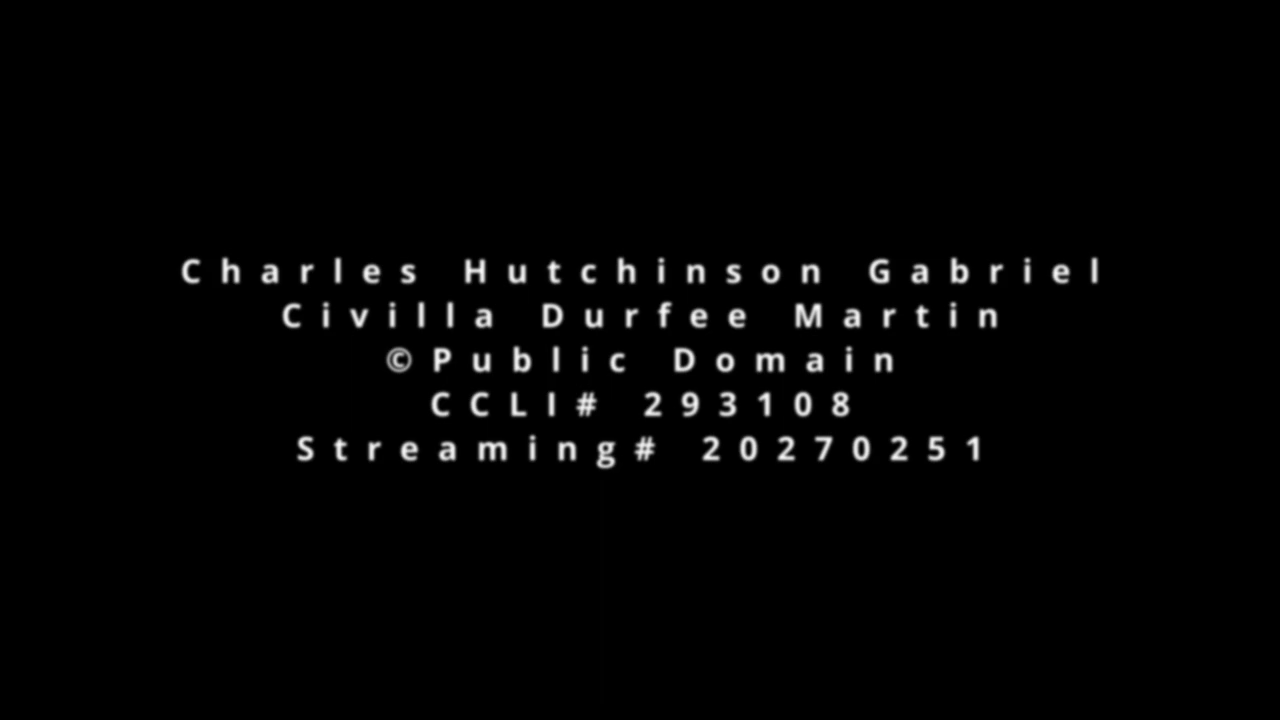 Charles Hutchinson Gabriel
Civilla Durfee Martin
©Public Domain
CCLI# 293108
Streaming# 20270251